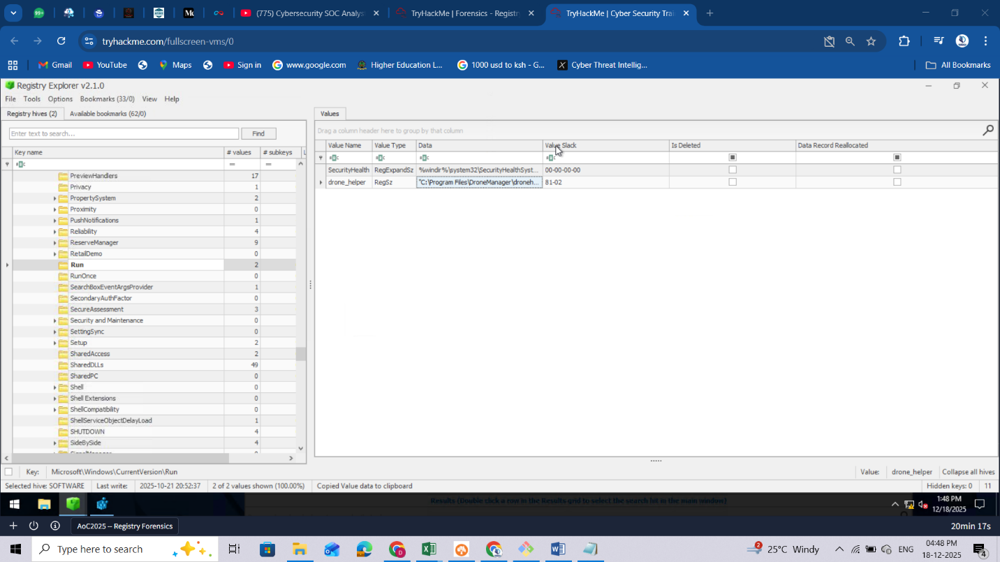 99+
(775) Cybersecurity SOC Analys
TryHackMe | Forensics - Registry
TryHackMe | Cyber Security Trai
tryhackme.com/fullscreen-vms/0
Gmail YouTube Maps Sign in www.google.com Higher Education L... 1000 usd to ksh - G... Cyber Threat Intellig... All Bookmarks
Registry Explorer v2.1.0
File Tools Options Bookmarks (33/0) View Help
Registry hives (2) Available bookmarks (62/0)
Values
Enter text to search... Find
Drag a column header here to group by that column
Key name # values # subkeys L
Value Name Value Type Data Value Slack Is Deleted Data Record Reallocated
SecurityHealth RegExpandSz %windir%\system32\SecurityHealthSyst... 00-00-00-00
drone_helper RegSz "C:\Program Files\DroneManager\droneh... 81-02
PreviewHandlers 17
Privacy 1
PropertySystem 2
Proximity 0
PushNotifications 1
Reliability 4
ReserveManager 9
RetailDemo 0
Run 2 0
RunOnce 0
SearchBoxEventArgsProvider 1
SecondaryAuthFactor 0
SecureAssessment 3
Security and Maintenance 0
SettingSync 0
Setup 2
SharedAccess 2
SharedDLLs 49
SharedPC 0
Shell 0
Shell Extensions 0
ShellCompatibility 0
ShellServiceObjectDelayLoad 1
SHUTDOWN 4
SideBySide 4
Key: Microsoft\Windows\CurrentVersion\Run
Value: drone_helper Collapse all hives
Selected hive: SOFTWARE Last write: 2025-10-21 20:52:37 2 of 2 values shown (100.00%) Copied Value data to clipboard Hidden keys: 0 11
Results (Double click a row in the Results grid to select the search hit in the main window)
1:48 PM
12/18/2025
AoC2025 -- Registry Forensics
20min 17s
Type here to search
2
25°C Windy
ENG
04:48 PM
18-12-2025
4